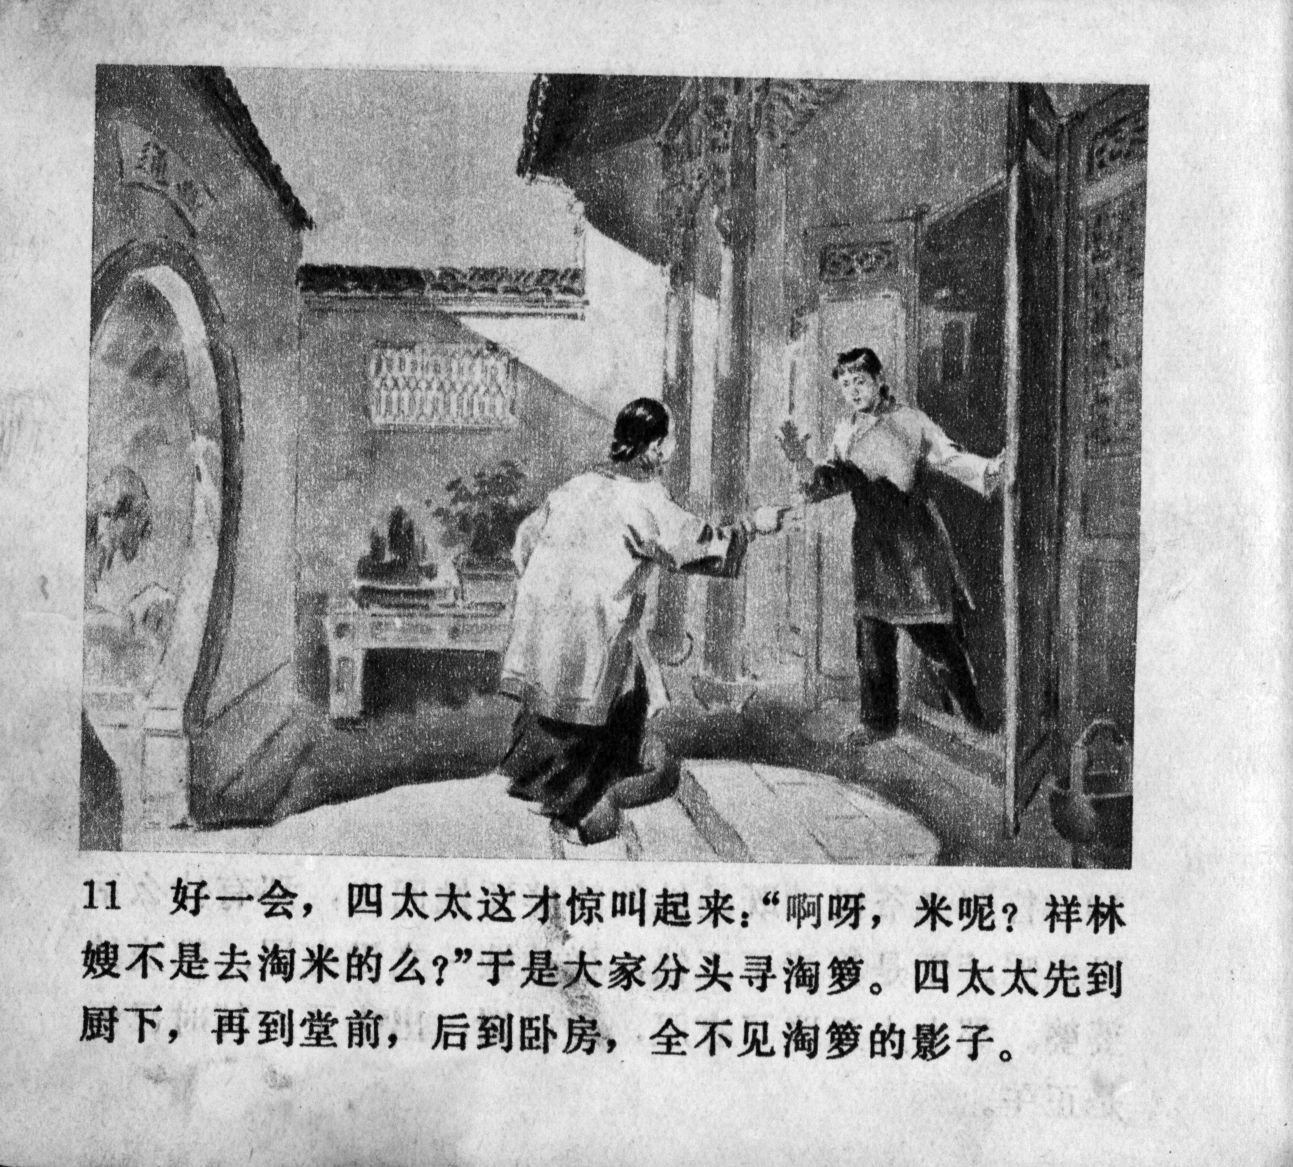 11 好一会，四太太这才惊叫起来：“啊呀，米呢？祥林
嫂不是去淘米的么？”于是大家分头寻淘箩。四太太先到
厨下，再到堂前，后到卧房，全不见淘箩的影子。